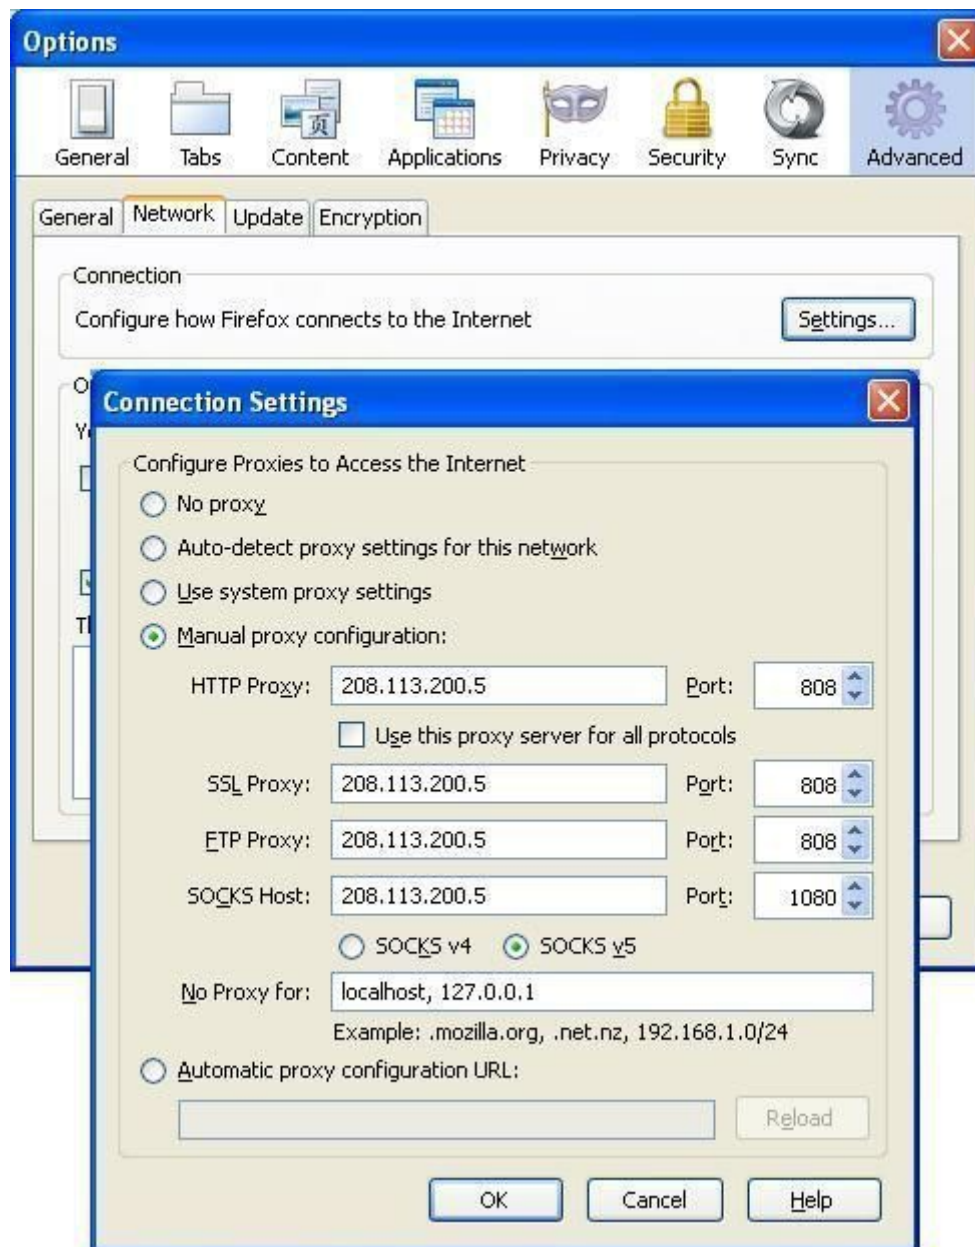 Options
General Tabs Content Applications Privacy Security Sync Advanced
General Network Update Encryption
Connection
Configure how Firefox connects to the Internet Settings...
Connection Settings
Configure Proxies to Access the Internet
No proxy
Auto-detect proxy settings for this network
Use system proxy settings
Manual proxy configuration:
HTTP Proxy: 208.113.200.5 Port: 808
Use this proxy server for all protocols
SSL Proxy: 208.113.200.5 Port: 808
FTP Proxy: 208.113.200.5 Port: 808
SOCKS Host: 208.113.200.5 Port: 1080
SOCKS v4 SOCKS v5
No Proxy for: localhost, 127.0.0.1
Example: .mozilla.org, .net.nz, 192.168.1.0/24
Automatic proxy configuration URL:
Reload
OK Cancel Help